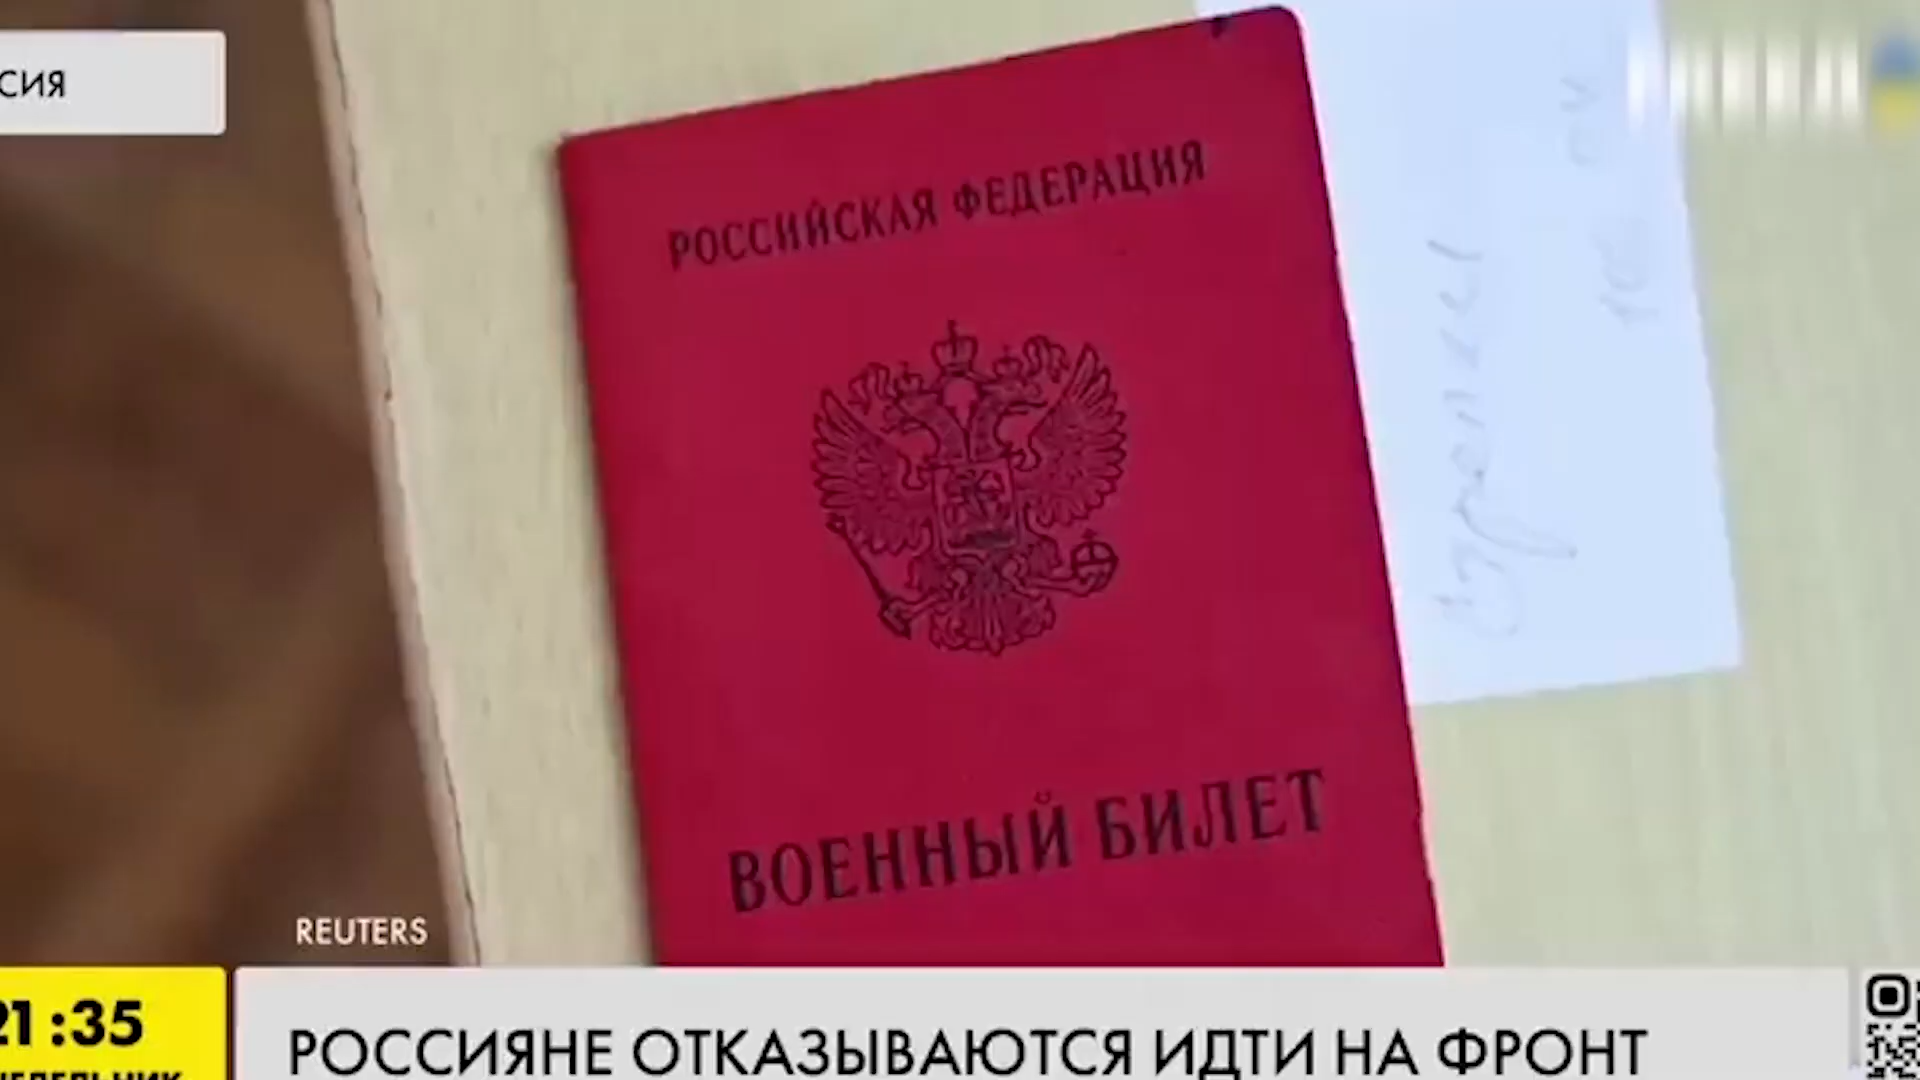 СИЯ
РОССИЙСКАЯ ФЕДЕРАЦИЯ
ВОЕННЫЙ БИЛЕТ
REUTERS
21:35
РОССИЯНЕ ОТКАЗЫВАЮТСЯ ИДТИ НА ФРОНТ